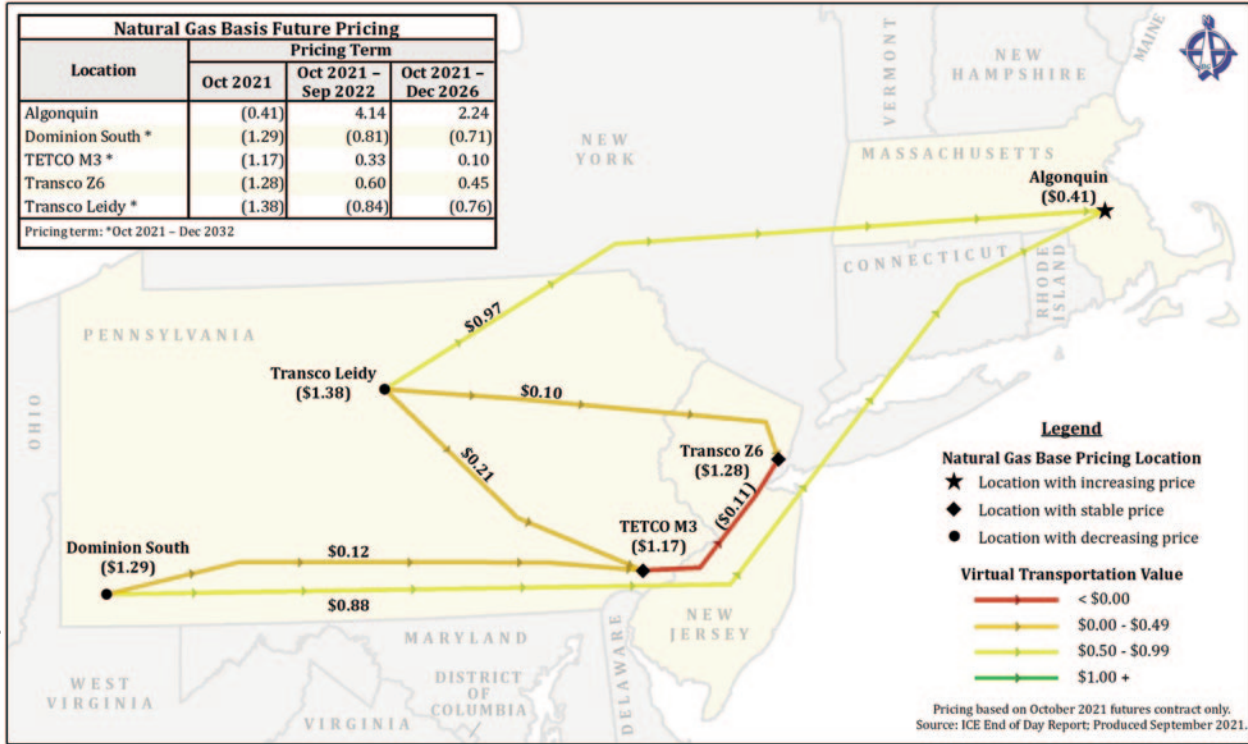 Natural Gas Basis Future Pricing
Location
Pricing Term
Oct 2021
Oct 2021 –
Sep 2022
Oct 2021 –
Dec 2026
Algonquin (0.41) 4.14 2.24
Dominion South * (1.29) (0.81) (0.71)
TETCO M3 * (1.17) 0.33 0.10
Transco Z6 (1.28) 0.60 0.45
Transco Leidy * (1.38) (0.84) (0.76)
Pricing term: *Oct 2021 – Dec 2032
MAINE
VERMONT
NEW
HAMPSHIRE
NEW
YORK
MASSACHUSETTS
Algonquin
($0.41)
CONNECTICUT
RHODE
ISLAND
PENNSYLVANIA
$0.97
Transco Leidy
($1.38)
$0.10
$0.21
OHIO
Transco Z6
($1.28)
($0.11)
TETCO M3
($1.17)
Dominion South
($1.29)
$0.12
$0.88
NEW
JERSEY
MARYLAND
DELAWARE
DISTRICT
OF
COLUMBIA
WEST
VIRGINIA
VIRGINIA
Legend
Natural Gas Base Pricing Location
Location with increasing price
Location with stable price
Location with decreasing price
Virtual Transportation Value
< $0.00
$0.00 - $0.49
$0.50 - $0.99
$1.00 +
Pricing based on October 2021 futures contract only.
Source: ICE End of Day Report; Produced September 2021.